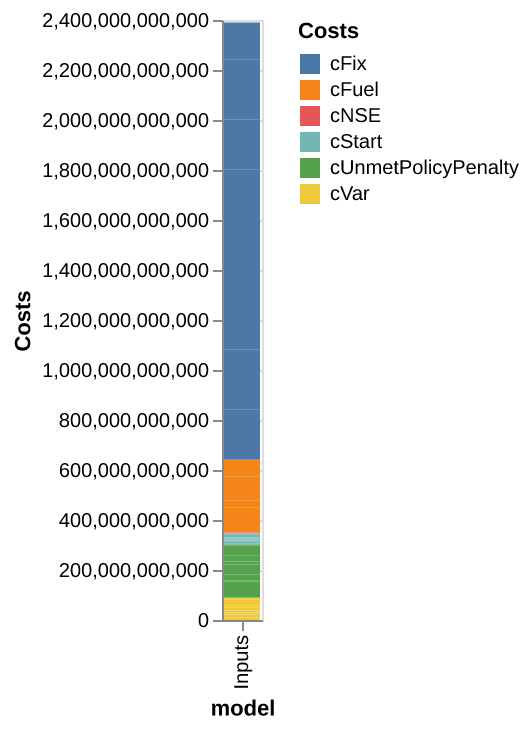 Costs
cFix
cFuel
cNSE
cStart
cUnmetPolicyPenalty
cVar
2,400,000,000,000
2,200,000,000,000
2,000,000,000,000
1,800,000,000,000
1,600,000,000,000
1,400,000,000,000
1,200,000,000,000
1,000,000,000,000
800,000,000,000
600,000,000,000
400,000,000,000
200,000,000,000
0
Costs
Inputs
model